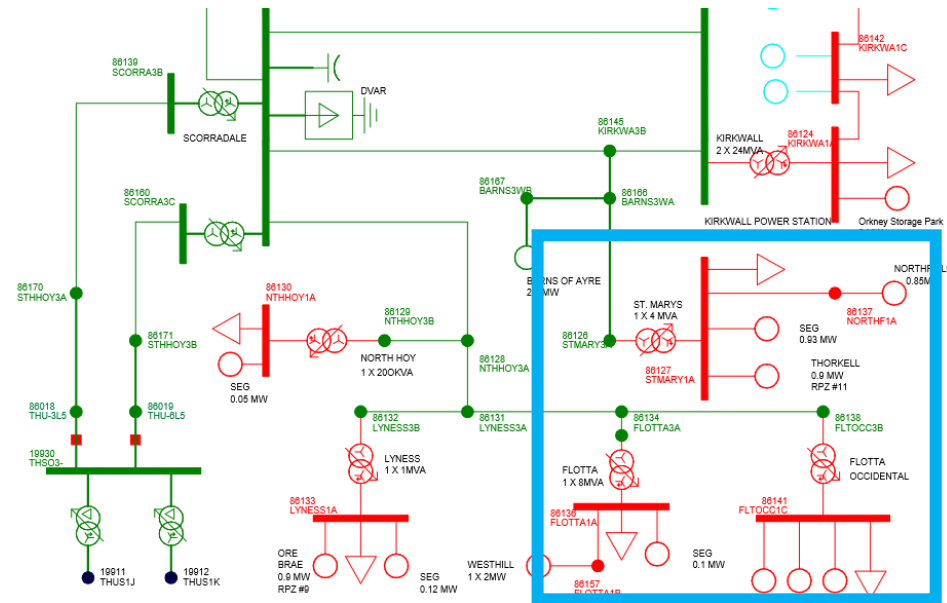 86142
KIRKWA1C
86139
SCORRA3B
DVAR
SCORRADALE
86145
KIRKWA3B
KIRKWALL
2 X 24MVA
86124
KIRKWA1A
86160
SCORRA3C
86167
BARNS3WB
86166
BARNS3WA
KIRKWALL POWER STATION
Orkney Storage Park
86170
STHHOY3A
86130
NTHHOY1A
86129
NTHHOY3B
86171
STHHOY3B
NORTH HOY
1 X 200KVA
86128
NTHHOY3A
SEG
0.05 MW
BURNS OF AYRE
ST. MARYS
1 X 4 MVA
86126
STMARY3A
86127
STMARY1A
0.85M
86137
NORTHF1A
SEG
0.93 MW
THORKELL
0.9 MW
RPZ #11
86018
THU-3L5
86019
THU-6L5
86132
LYNESS3B
86131
LYNESS3A
86134
FLOTTA3A
86138
FLTOCC3B
19930
THSO3-
LYNESS
1 X 1MVA
FLOTTA
1 X 8MVA
FLOTTA
OCCIDENTAL
86133
LYNESS1A
86136
FLOTTA1A
86141
FLTOCC1C
ORE
BRAE
0.9 MW
RPZ #9
SEG
0.12 MW
WESTHILL
1 X 2MW
SEG
0.1 MW
86157
FLOTTA1B
19911
THUS1J
19912
THUS1K